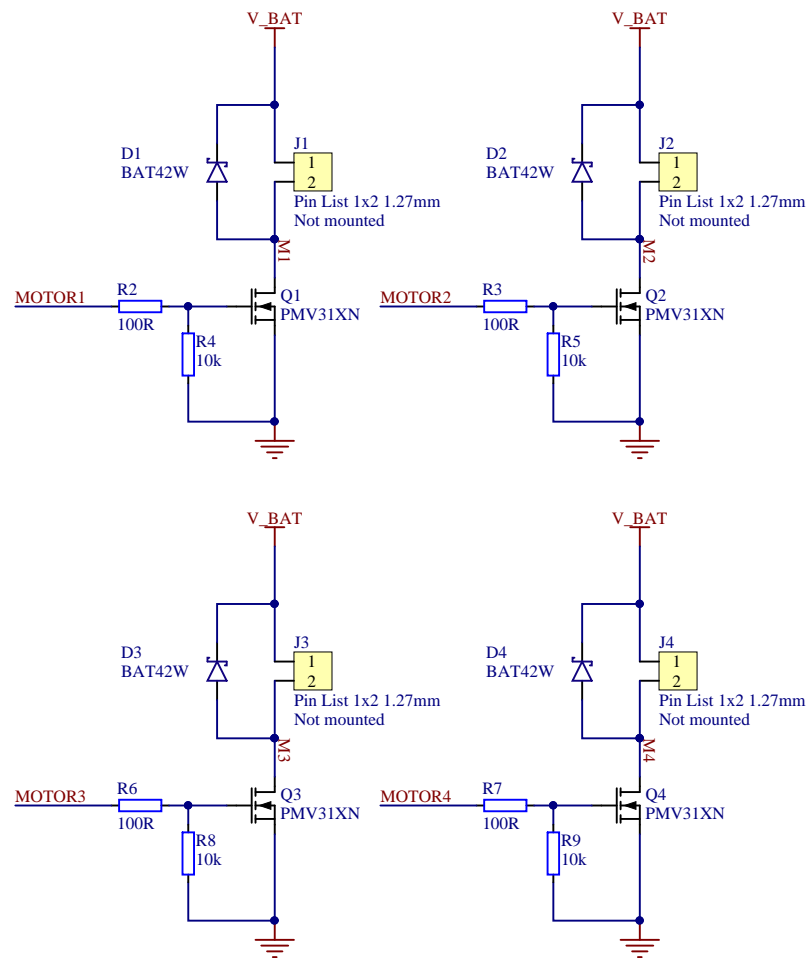 V_BAT
D1
BAT42W
J1
1
2
Pin List 1x2 1.27mm
Not mounted
M1
MOTOR1
R2
100R
R4
10k
Q1
PMV31XN
V_BAT
D2
BAT42W
J2
1
2
Pin List 1x2 1.27mm
Not mounted
M2
MOTOR2
R3
100R
R5
10k
Q2
PMV31XN
V_BAT
D3
BAT42W
J3
1
2
Pin List 1x2 1.27mm
Not mounted
M3
MOTOR3
R6
100R
R8
10k
Q3
PMV31XN
V_BAT
D4
BAT42W
J4
1
2
Pin List 1x2 1.27mm
Not mounted
M4
MOTOR4
R7
100R
R9
10k
Q4
PMV31XN